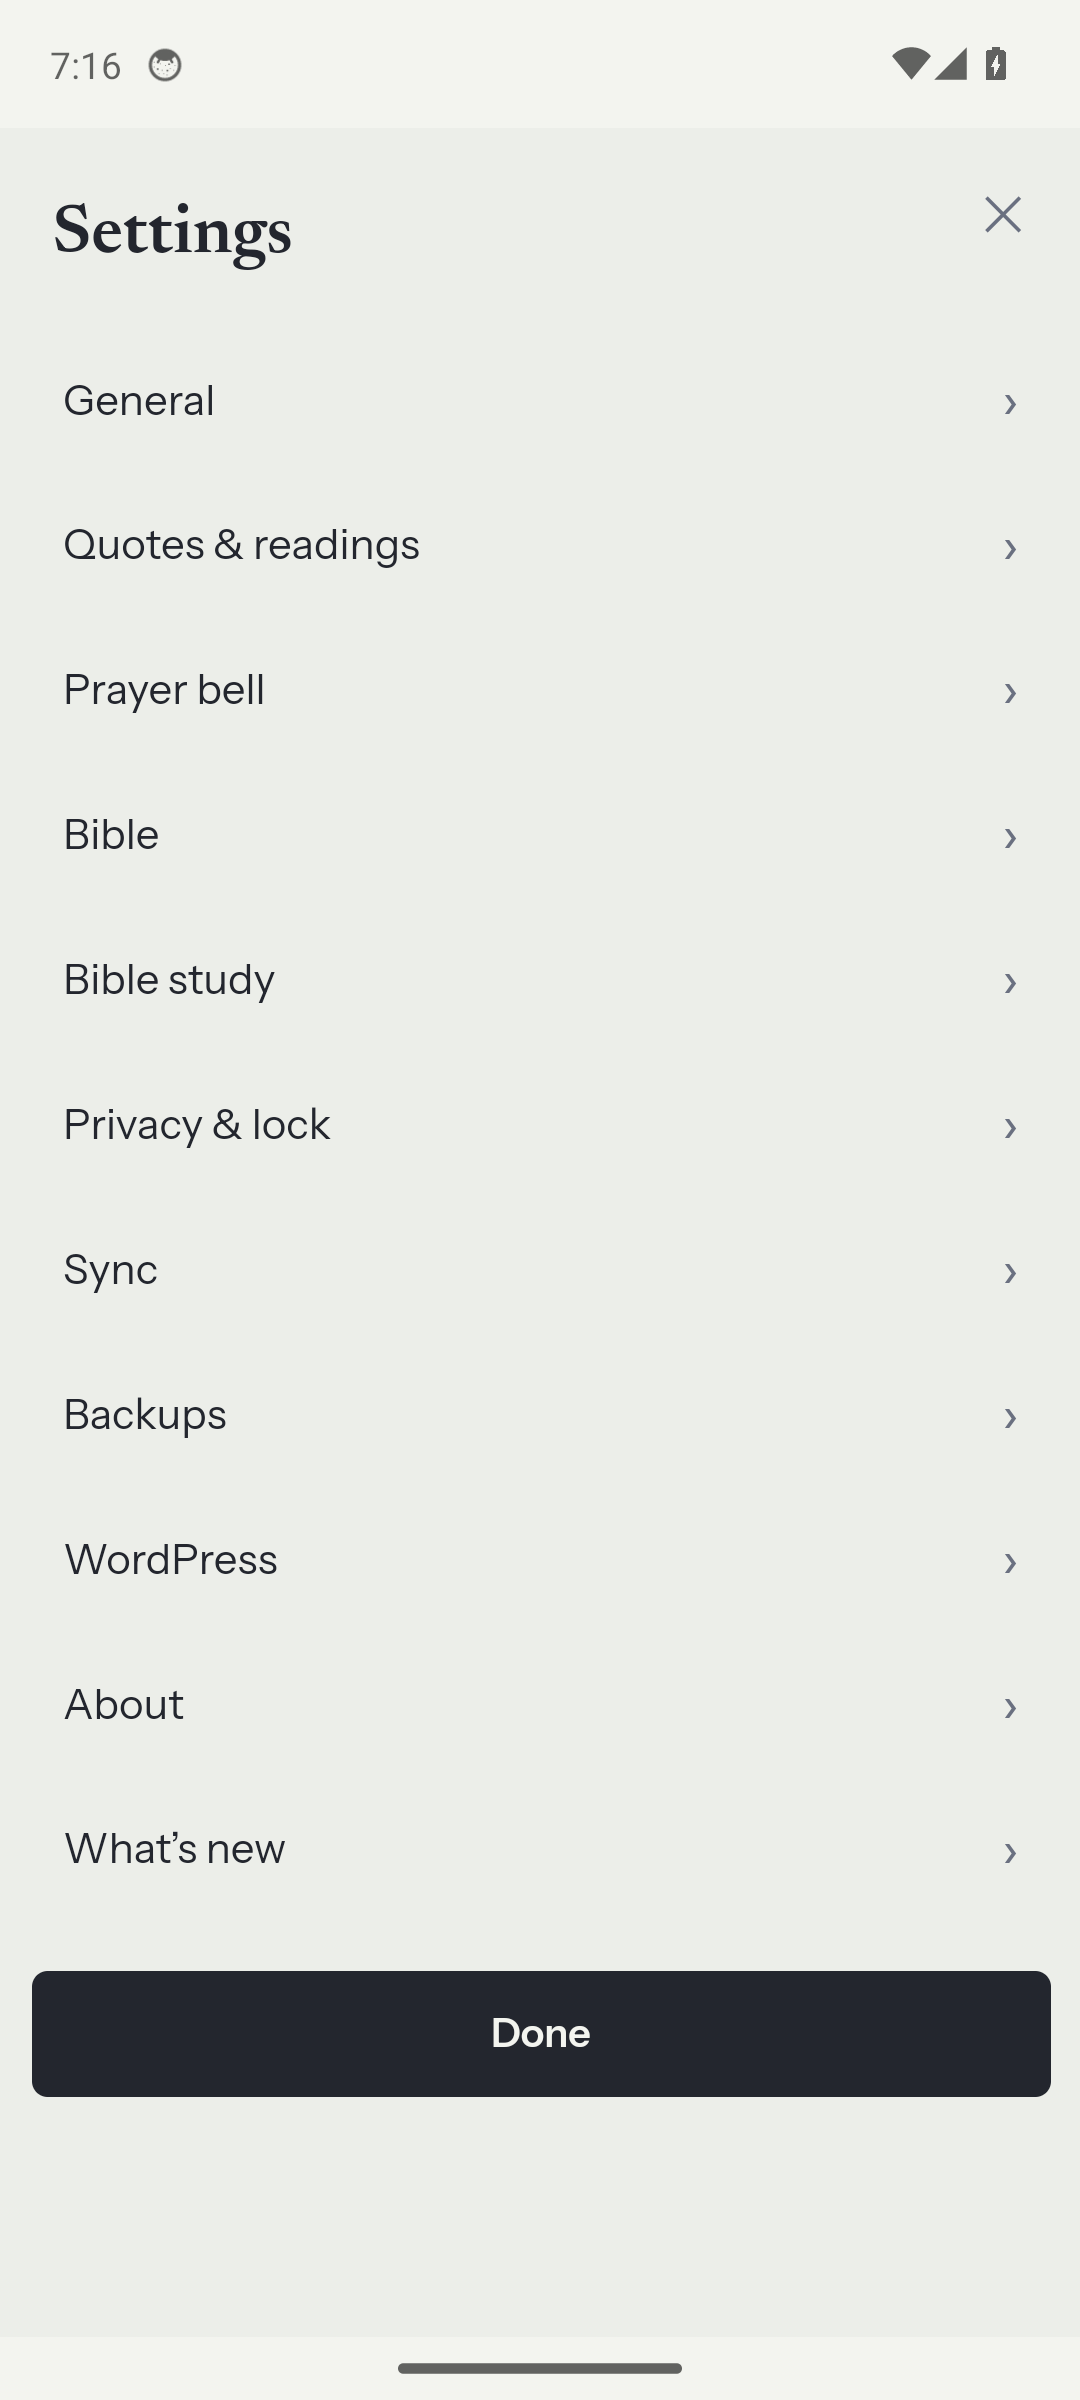 7:16
Settings
General
Quotes & readings
Prayer bell
Bible
Bible study
Privacy & lock
Sync
Backups
WordPress
About
What’s new
Done